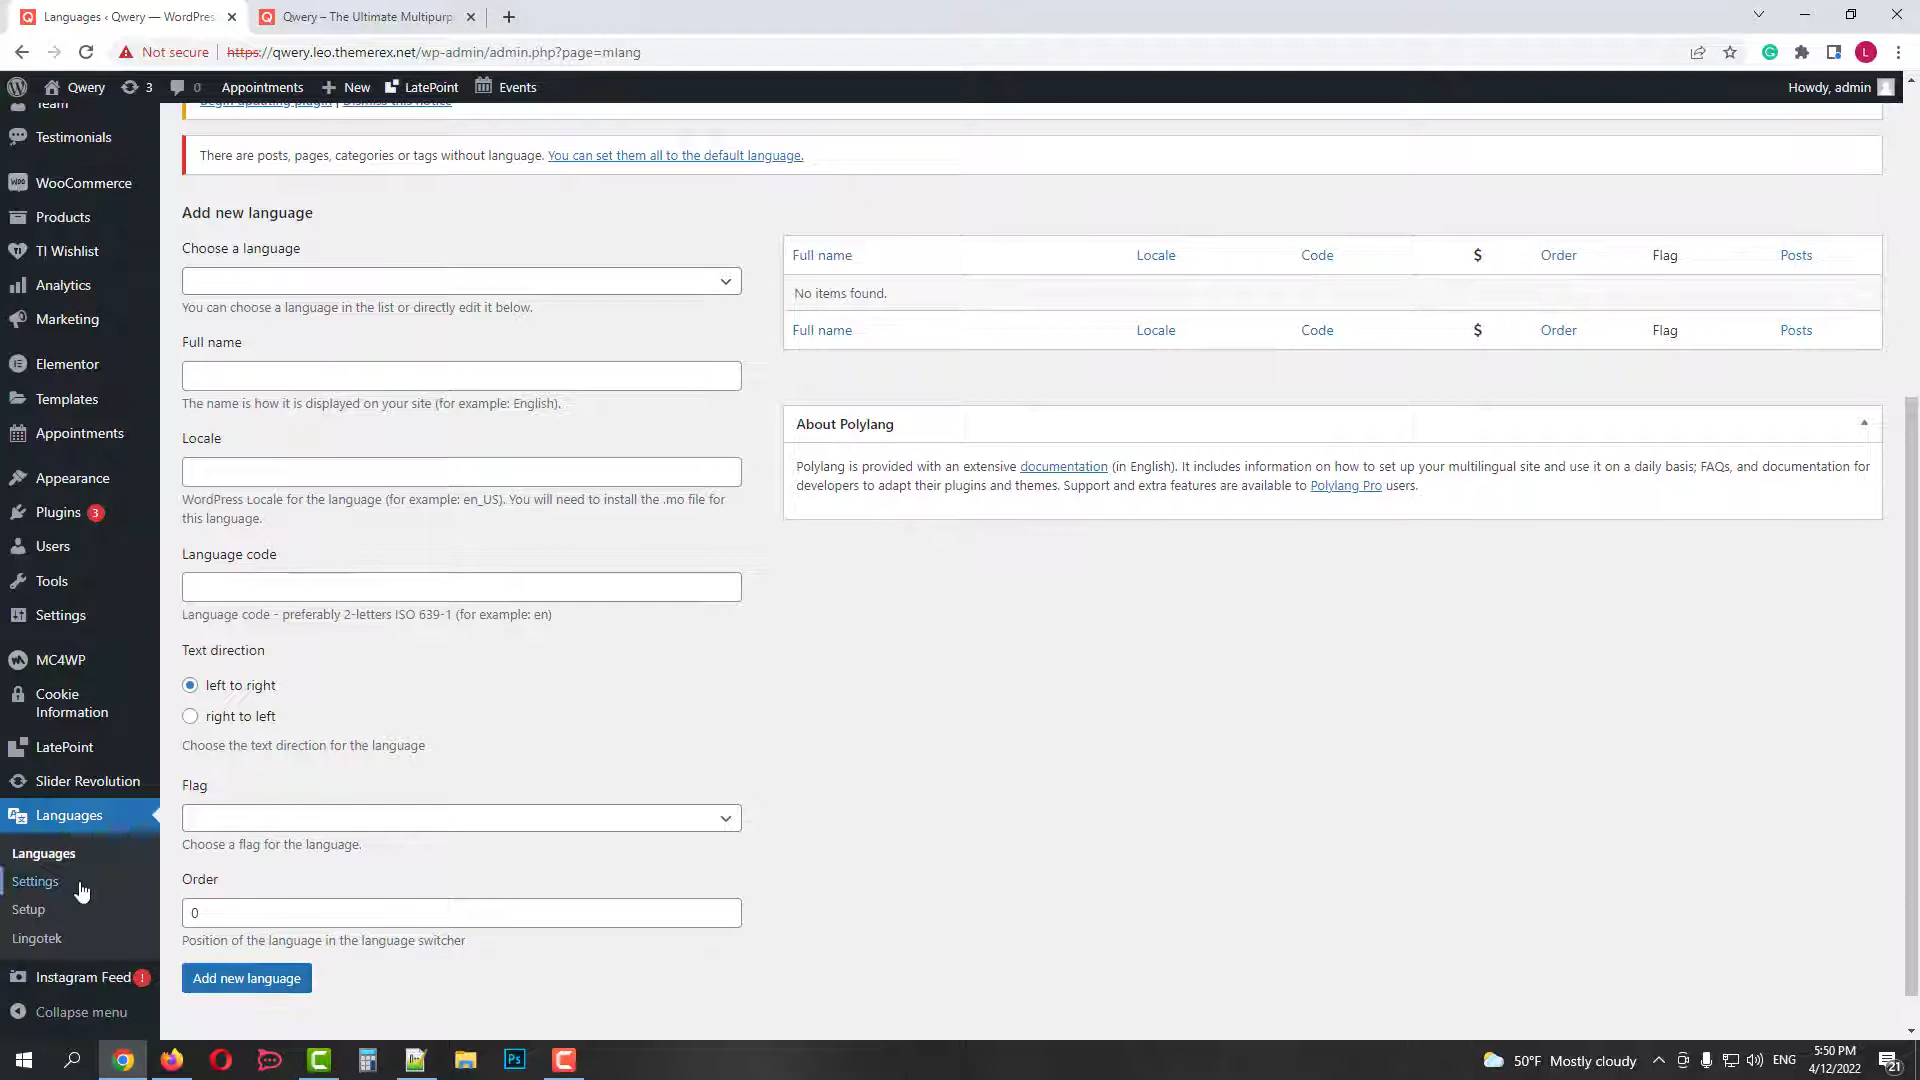 Languages ‹ Qwery — WordPres
Qwery – The Ultimate Multipurp
Not secure
https://qwery.leo.themerex.net/wp-admin/admin.php?page=mlang
L
Qwery
3
0
Appointments
New
LatePoint
Events
Howdy, admin
Team
Testimonials
WooCommerce
Products
TI Wishlist
Analytics
Marketing
Elementor
Templates
Appointments
Appearance
Plugins 3
Users
Tools
Settings
MC4WP
Cookie
Information
LatePoint
Slider Revolution
Languages
Languages
Settings
Setup
Lingotek
Instagram Feed !
Collapse menu
Begin updating plugin | Dismiss this notice
There are posts, pages, categories or tags without language. You can set them all to the default language.
Add new language
Choose a language
You can choose a language in the list or directly edit it below.
Full name
The name is how it is displayed on your site (for example: English).
Locale
WordPress Locale for the language (for example: en_US). You will need to install the .mo file for
this language.
Language code
Language code - preferably 2-letters ISO 639-1 (for example: en)
Text direction
left to right
right to left
Choose the text direction for the language
Flag
Choose a flag for the language.
Order
0
Position of the language in the language switcher
Add new language
Full name Locale Code $ Order Flag Posts
No items found.
Full name Locale Code $ Order Flag Posts
About Polylang
Polylang is provided with an extensive documentation (in English). It includes information on how to set up your multilingual site and use it on a daily basis; FAQs, and documentation for
developers to adapt their plugins and themes. Support and extra features are available to Polylang Pro users.
Ps
50°F Mostly cloudy
ENG
5:50 PM
4/12/2022
21